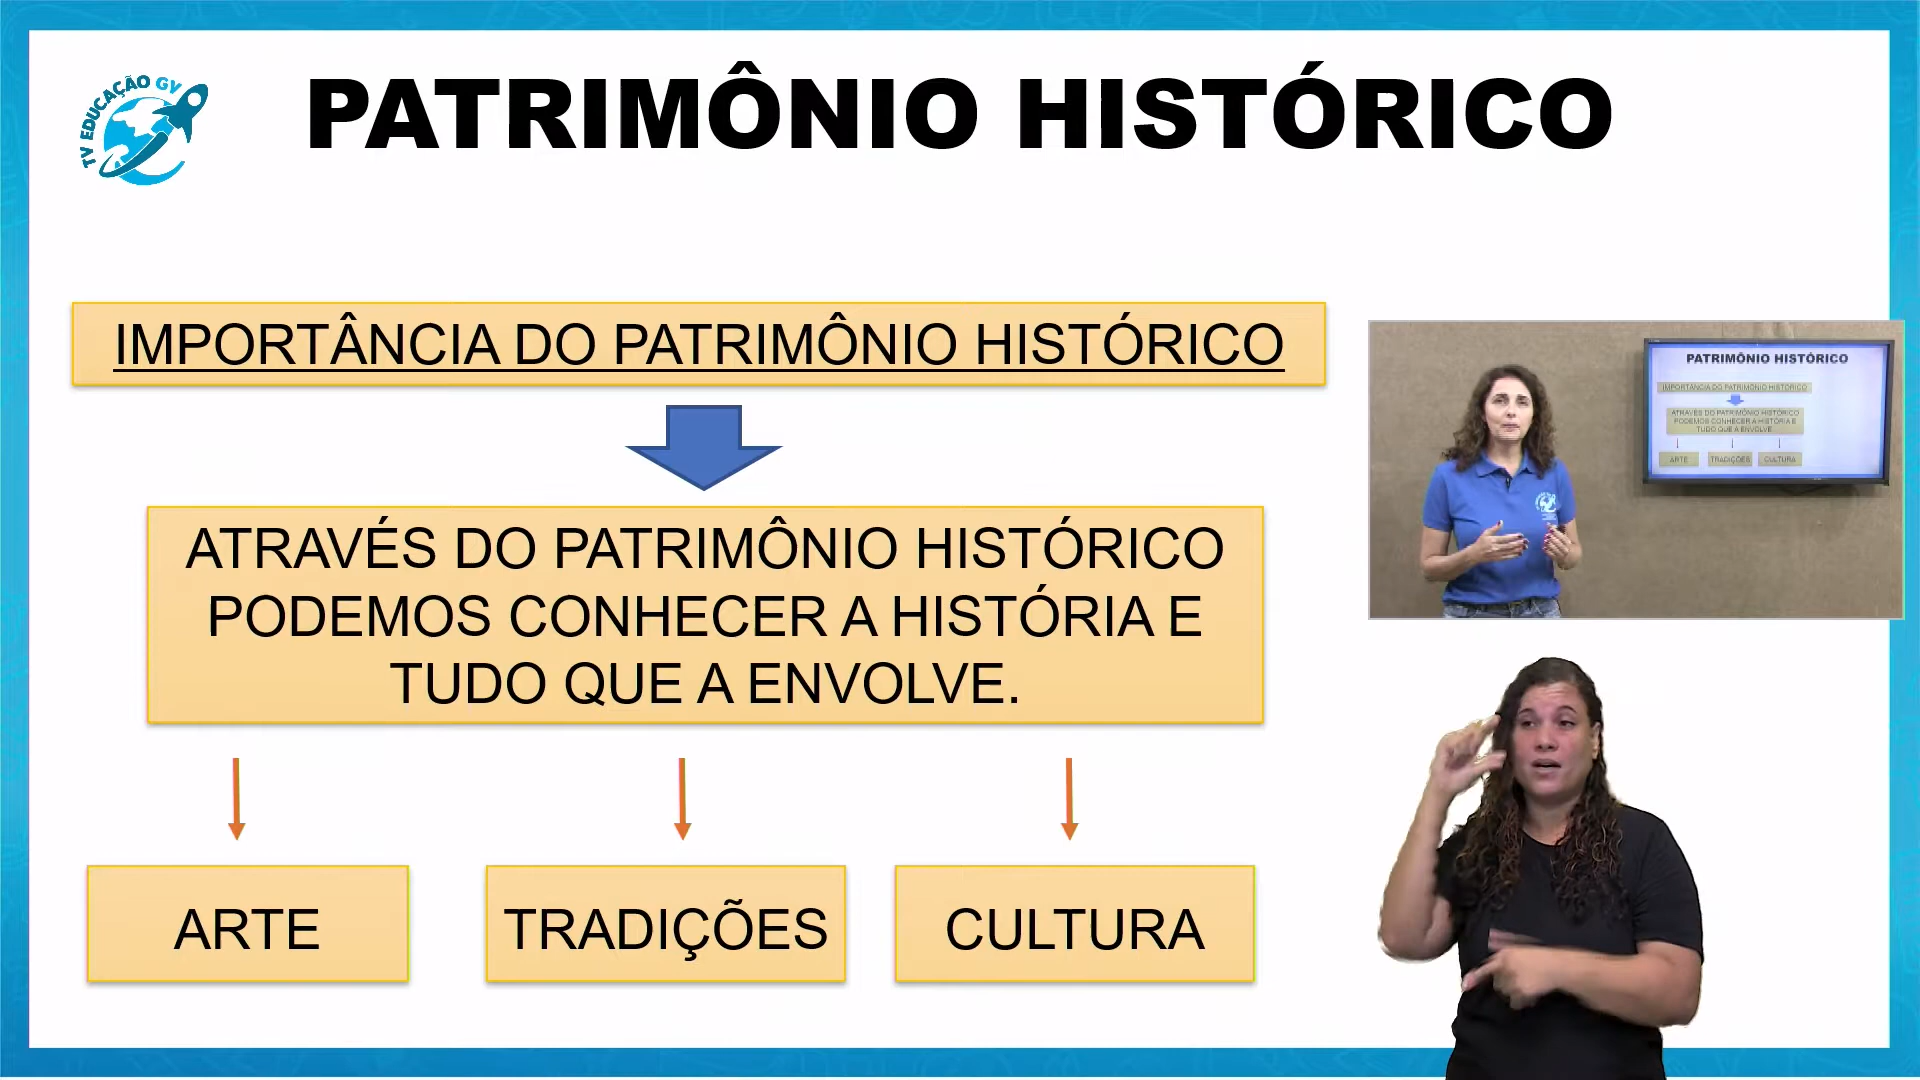 TV EDUCAÇÃO GV
PATRIMÔNIO HISTÓRICO
IMPORTÂNCIA DO PATRIMÔNIO HISTÓRICO
ATRAVÉS DO PATRIMÔNIO HISTÓRICO
PODEMOS CONHECER A HISTÓRIA E
TUDO QUE A ENVOLVE.
ARTE
TRADIÇÕES
CULTURA
PATRIMÔNIO HISTÓRICO
IMPORTÂNCIA DO PATRIMÔNIO HISTÓRICO
ATRAVÉS DO PATRIMÔNIO HISTÓRICO
PODEMOS CONHECER A HISTÓRIA E
TUDO QUE A ENVOLVE
ARTE
TRADIÇÕES
CULTURA